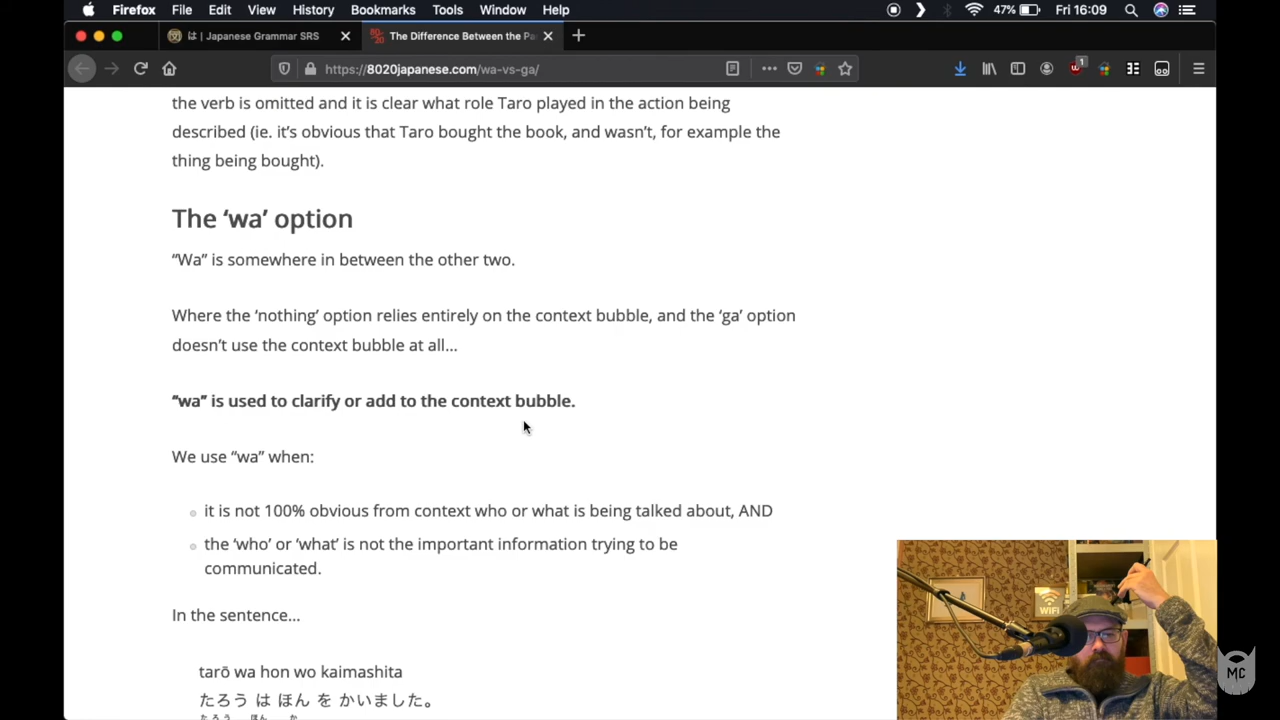 Firefox File Edit View History Bookmarks Tools Window Help 47% Fri 16:09
は | Japanese Grammar SRS
The Difference Between the Pa
https://8020japanese.com/wa-vs-ga/
1
the verb is omitted and it is clear what role Taro played in the action being
described (ie. it’s obvious that Taro bought the book, and wasn’t, for example the
thing being bought).
The ‘wa’ option
“Wa” is somewhere in between the other two.
Where the ‘nothing’ option relies entirely on the context bubble, and the ‘ga’ option
doesn’t use the context bubble at all…
“wa” is used to clarify or add to the context bubble.
We use “wa” when:
it is not 100% obvious from context who or what is being talked about, AND
the ‘who’ or ‘what’ is not the important information trying to be
communicated.
In the sentence…
tarō wa hon wo kaimashita
たろう は ほん を かいました。
たろう ほん か
WiFi
MC